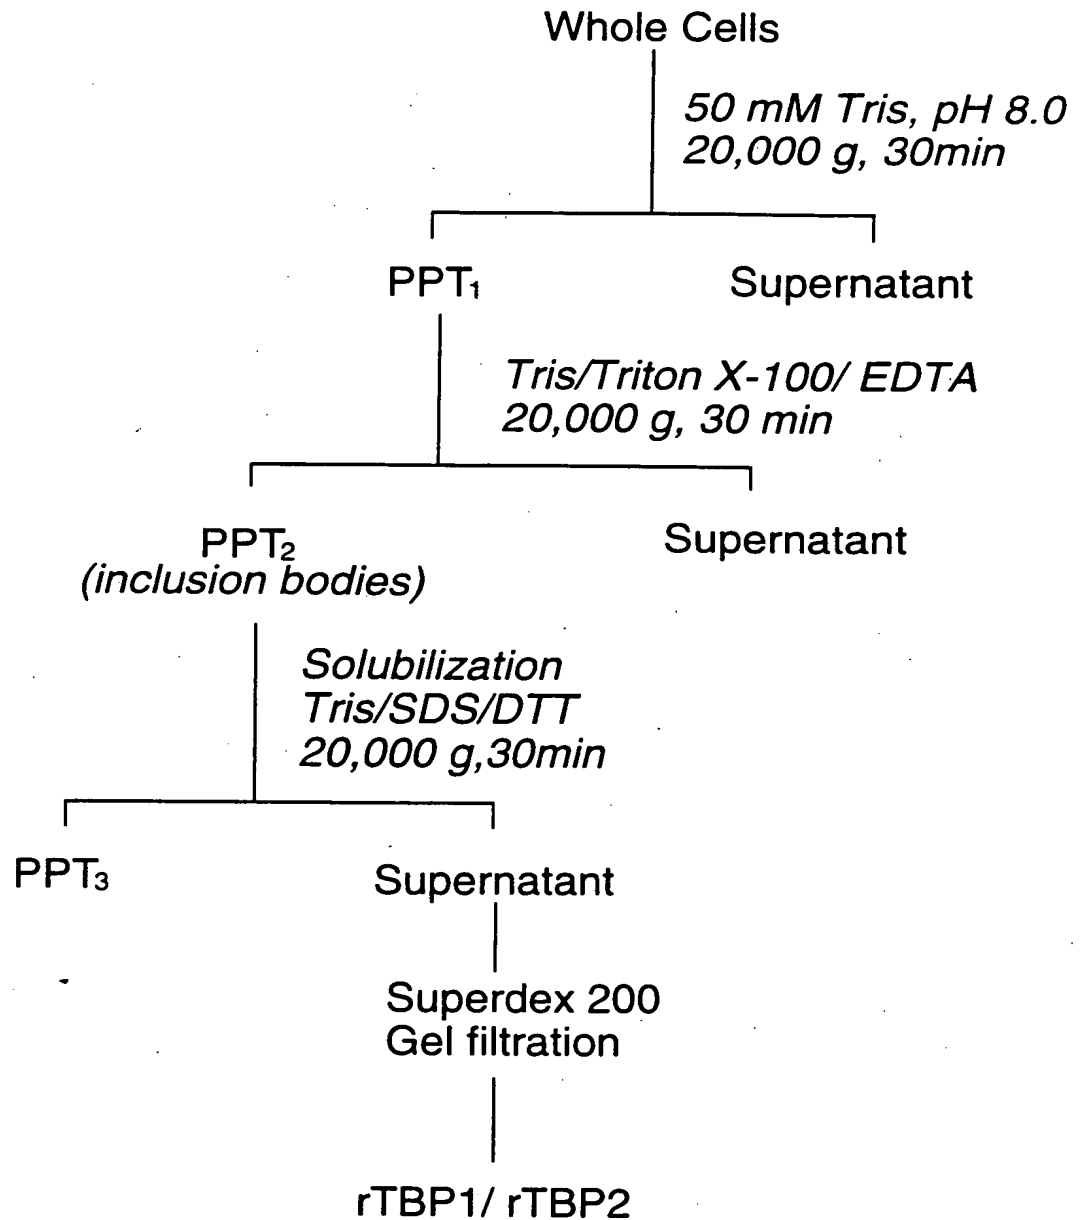 Whole Cells
50 mM Tris, pH 8.0
20,000 g, 30min
PPT₁
Supernatant
Tris/Triton X-100/ EDTA
20,000 g, 30 min
PPT₂
(inclusion bodies)
Supernatant
Solubilization
Tris/SDS/DTT
20,000 g,30min
PPT₃
Supernatant
Superdex 200
Gel filtration
rTBP1/ rTBP2